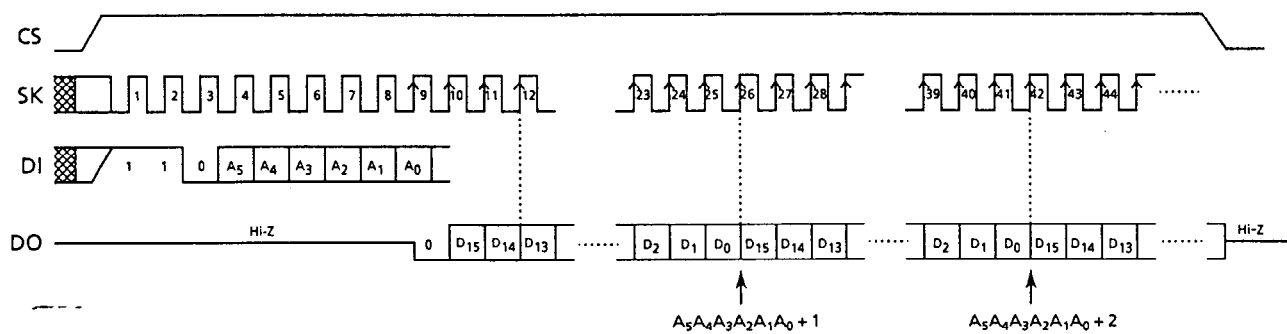 CS
SK 1 2 3 4 5 6 7 8 9 10 11 12 23 24 25 26 27 28 39 40 41 42 43 44
DI 1 1 0 A5 A4 A3 A2 A1 A0
DO Hi-Z 0 D15 D14 D13 D2 D1 D0 D15 D14 D13 D2 D1 D0 D15 D14 D13 Hi-Z
A5A4A3A2A1A0 + 1 A5A4A3A2A1A0 + 2